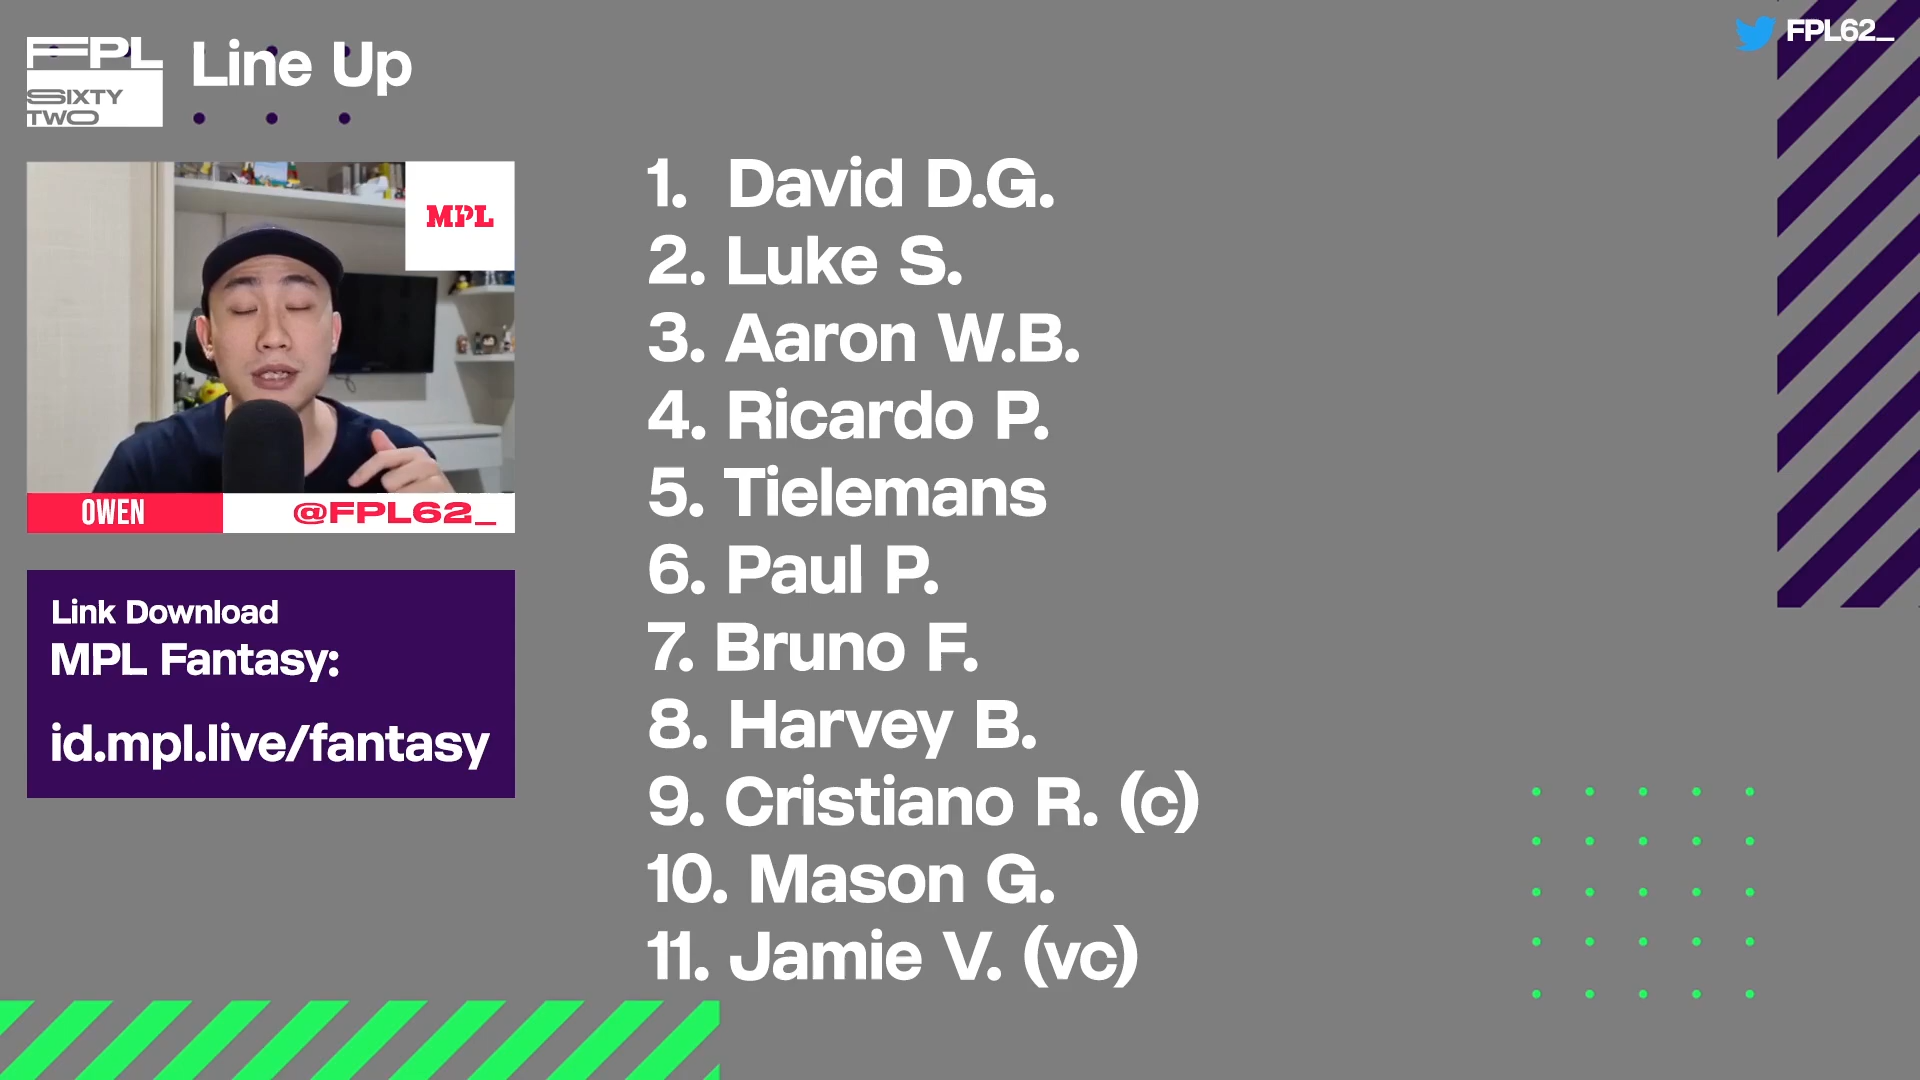 FPL
SIXTY
TWO
Line Up
FPL62_
MPL
OWEN
@FPL62_
Link Download
MPL Fantasy:
id.mpl.live/fantasy
1. David D.G.
2. Luke S.
3. Aaron W.B.
4. Ricardo P.
5. Tielemans
6. Paul P.
7. Bruno F.
8. Harvey B.
9. Cristiano R. (c)
10. Mason G.
11. Jamie V. (vc)